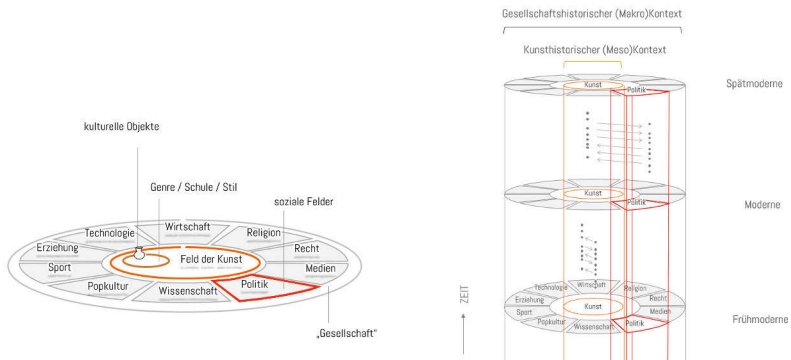 kulturelle Objekte
Genre / Schule / Stil
soziale Felder
Wirtschaft
Technologie
Religion
Erziehung
Feld der Kunst
Recht
Sport
Medien
Popkultur
Wissenschaft
Politik
„Gesellschaft“
Gesellschaftshistorischer (Makro)Kontext
Kunsthistorischer (Meso)Kontext
Kunst
Politik
Spätmoderne
Kunst
Politik
Moderne
ZEIT
Technologie
Wirtschaft
Religion
Erziehung
Kunst
Recht
Sport
Medien
Popkultur
Wissenschaft
Politik
Frühmoderne